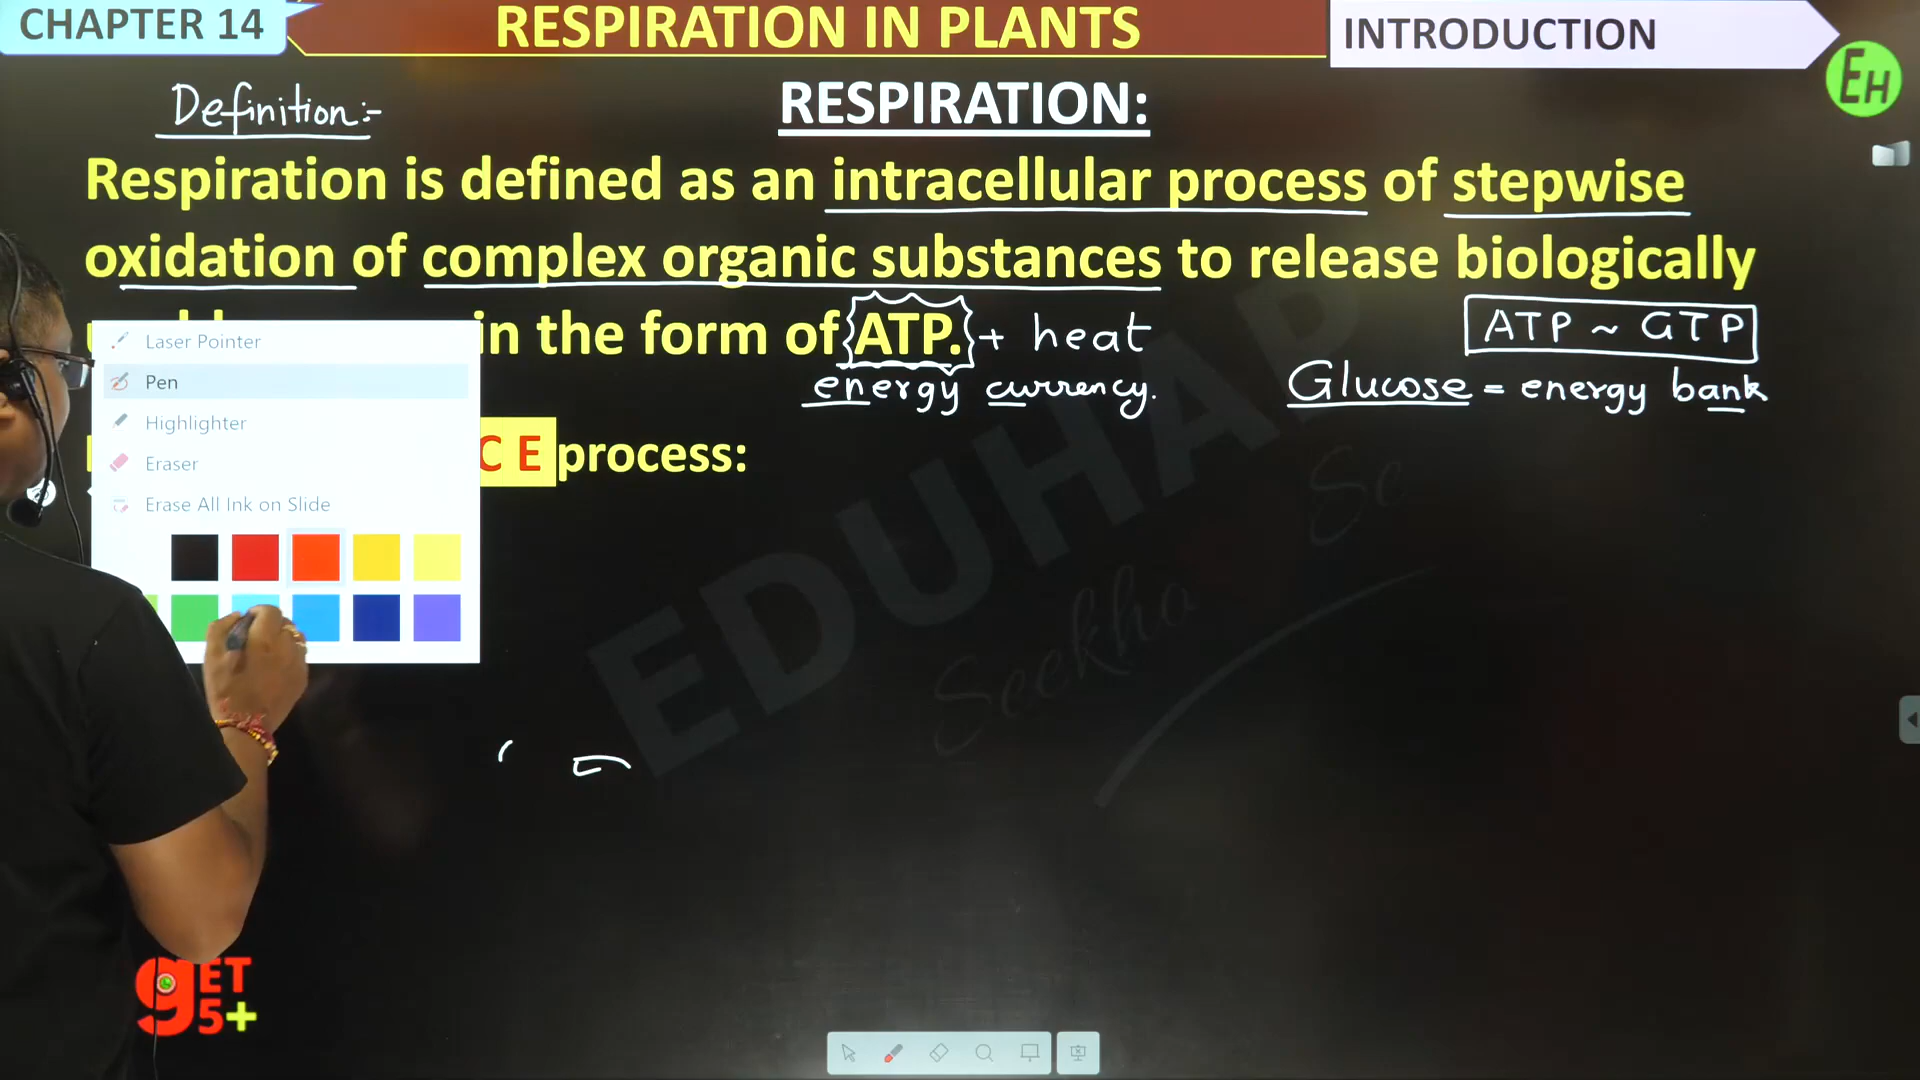 CHAPTER 14
RESPIRATION IN PLANTS
INTRODUCTION
EH
Definition:-
RESPIRATION:
Respiration is defined as an intracellular process of stepwise
oxidation of complex organic substances to release biologically
in the form of ATP. + heat
ATP ~ GTP
energy currency.
Glucose = energy bank
C E process:
Laser Pointer
Pen
Highlighter
Eraser
Erase All Ink on Slide
EDUHAP
Seekho
gET
5+